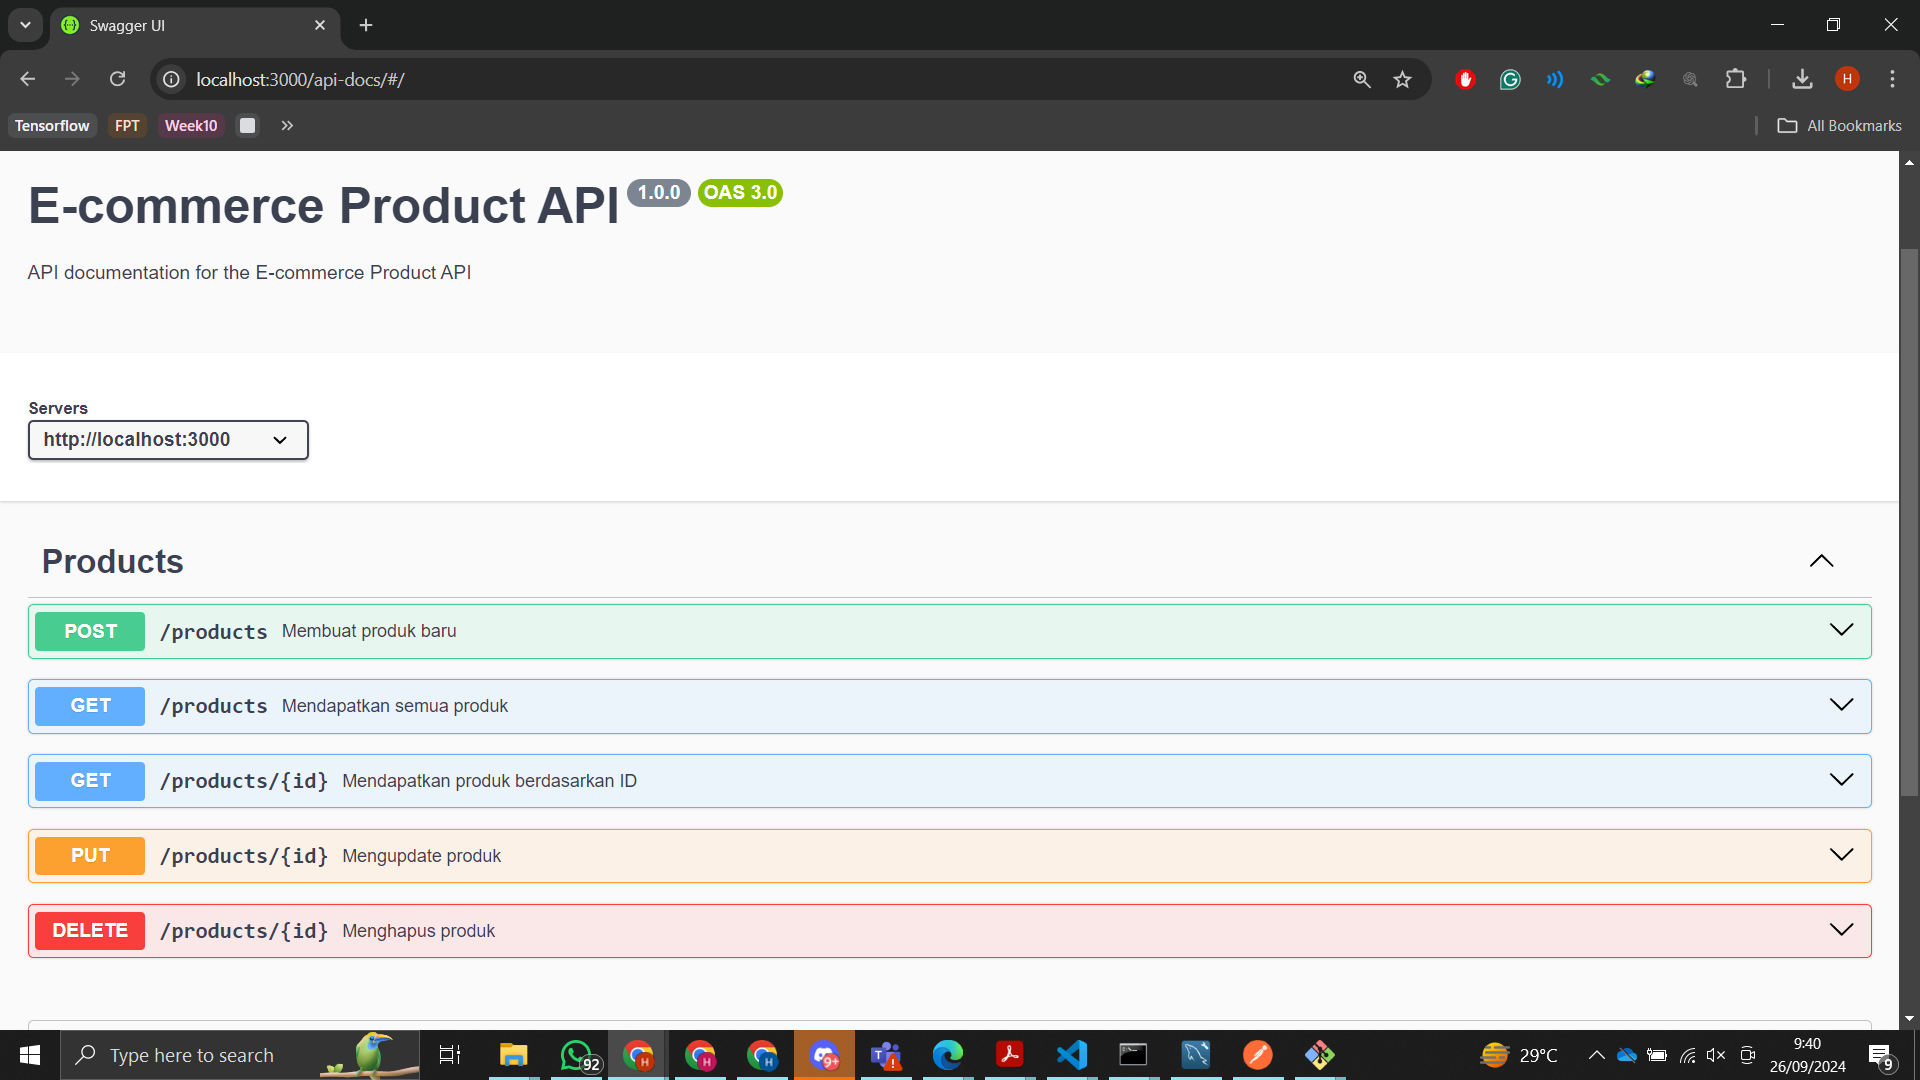 Swagger UI
localhost:3000/api-docs/#/
H
Tensorflow FPT Week10 All Bookmarks
E-commerce Product API 1.0.0 OAS 3.0
API documentation for the E-commerce Product API
Servers
http://localhost:3000
Products
POST /products Membuat produk baru
GET /products Mendapatkan semua produk
GET /products/{id} Mendapatkan produk berdasarkan ID
PUT /products/{id} Mengupdate produk
DELETE /products/{id} Menghapus produk
Type here to search 92 H H H 9+ 29°C 9:40
26/09/2024 9